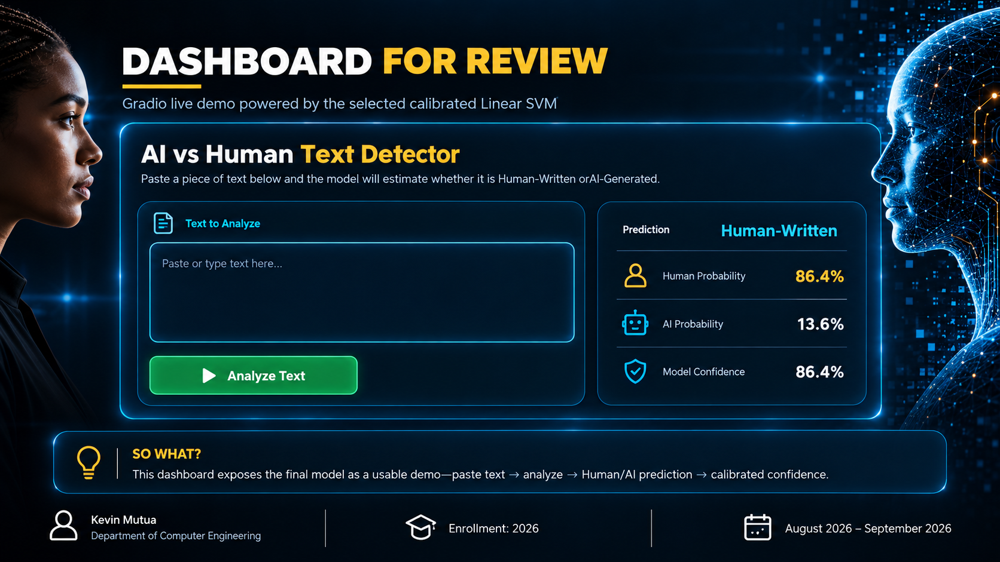 DASHBOARD FOR REVIEW
Gradio live demo powered by the selected calibrated Linear SVM
AI vs Human Text Detector
Paste a piece of text below and the model will estimate whether it is Human-Written orAI-Generated.
Text to Analyze
Paste or type text here...
Analyze Text
Prediction Human-Written
Human Probability 86.4%
AI Probability 13.6%
Model Confidence 86.4%
SO WHAT?
This dashboard exposes the final model as a usable demo—paste text → analyze → Human/AI prediction → calibrated confidence.
Kevin Mutua
Department of Computer Engineering
Enrollment: 2026
August 2026 – September 2026